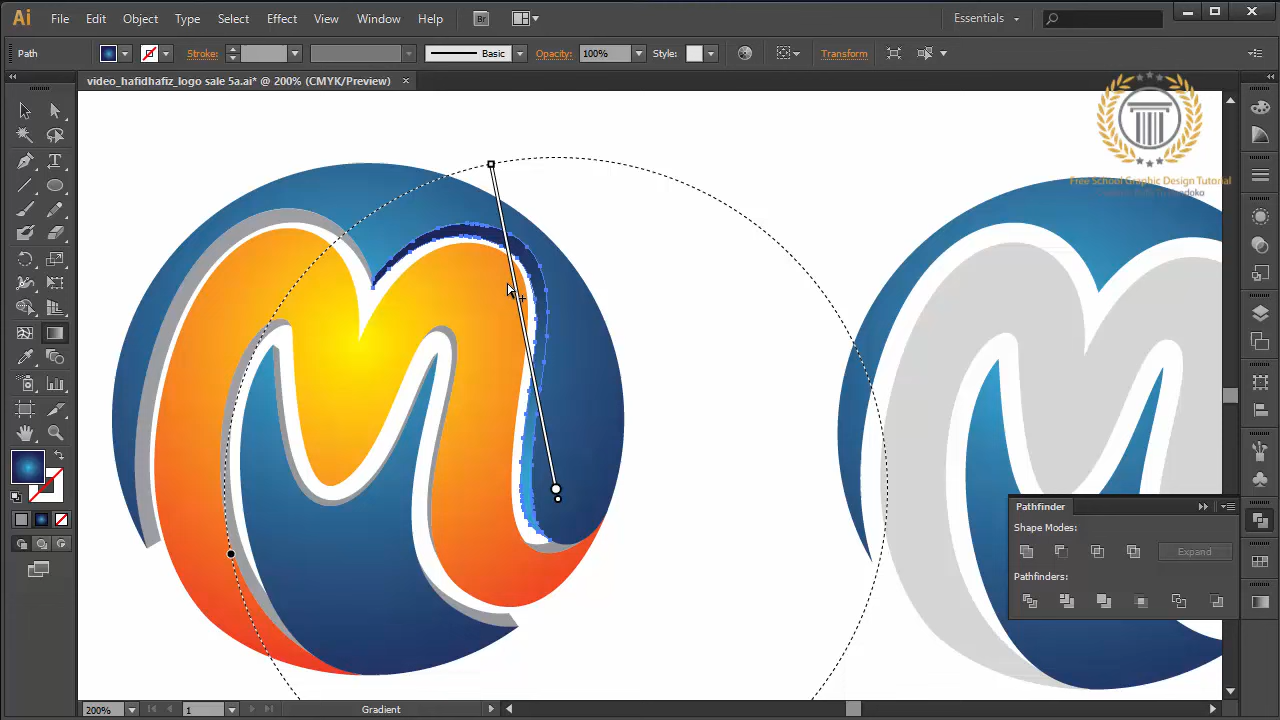 Ai File Edit Object Type Select Effect View Window Help Br Essentials
Path Stroke: Basic Opacity: 100% Style: Transform
video_hafidhafiz_logo sale 5a.ai* @ 200% (CMYK/Preview)
Free School Graphic Design Tutorial
Pathfinder
Shape Modes:
Expand
Pathfinders:
200% 1 Gradient